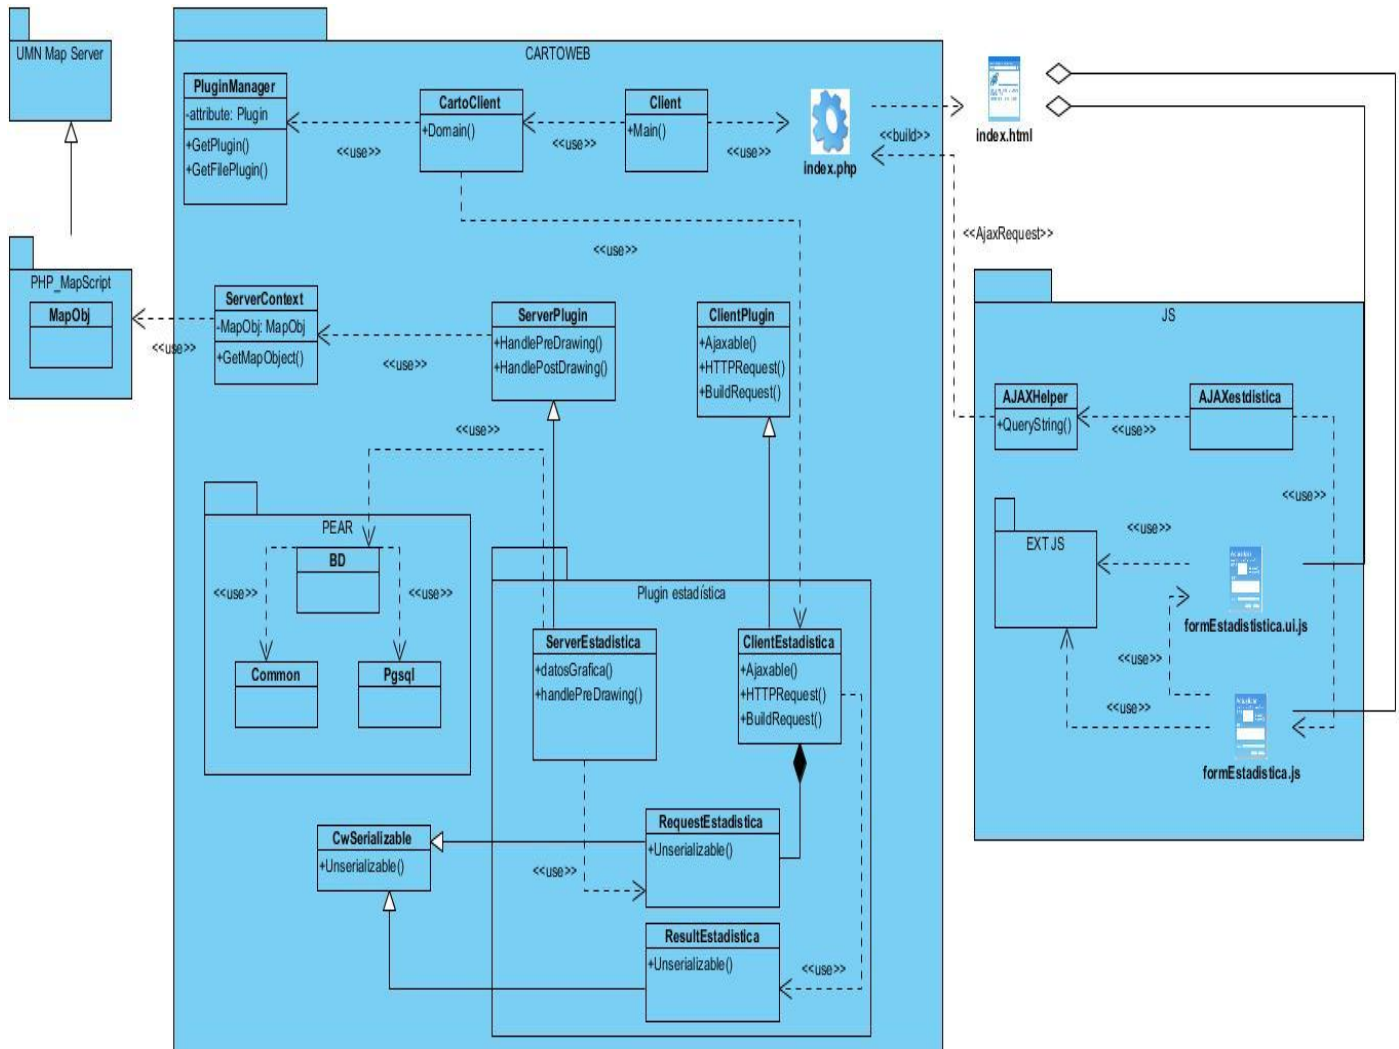 UMN Map Server
CARTOWEB
PluginManager
-attribute: Plugin
+GetPlugin()
+GetFilePlugin()
<<use>>
CartoClient
+Domain()
<<use>>
Client
+Main()
<<use>>
index.php
<<build>>
index.html
<<AjaxRequest>>
<<use>>
PHP_MapScript
MapObj
<<use>>
ServerContext
-MapObj: MapObj
+GetMapObject()
<<use>>
ServerPlugin
+HandlePreDrawing()
+HandlePostDrawing()
ClientPlugin
+Ajaxable()
+HTTPRequest()
+BuildRequest()
<<use>>
JS
AJAXHelper
+QueryString()
<<use>>
AJAXestdistica
<<use>>
EXT JS
<<use>>
formEstadististica.ui.js
<<use>>
<<use>>
formEstadistica.js
PEAR
BD
<<use>>
<<use>>
Common
Pgsql
Plugin estadística
ServerEstadistica
+datosGrafica()
+handlePreDrawing()
ClientEstadistica
+Ajaxable()
+HTTPRequest()
+BuildRequest()
CwSerializable
+Unserializable()
<<use>>
RequestEstadistica
+Unserializable()
ResultEstadistica
+Unserializable()
<<use>>